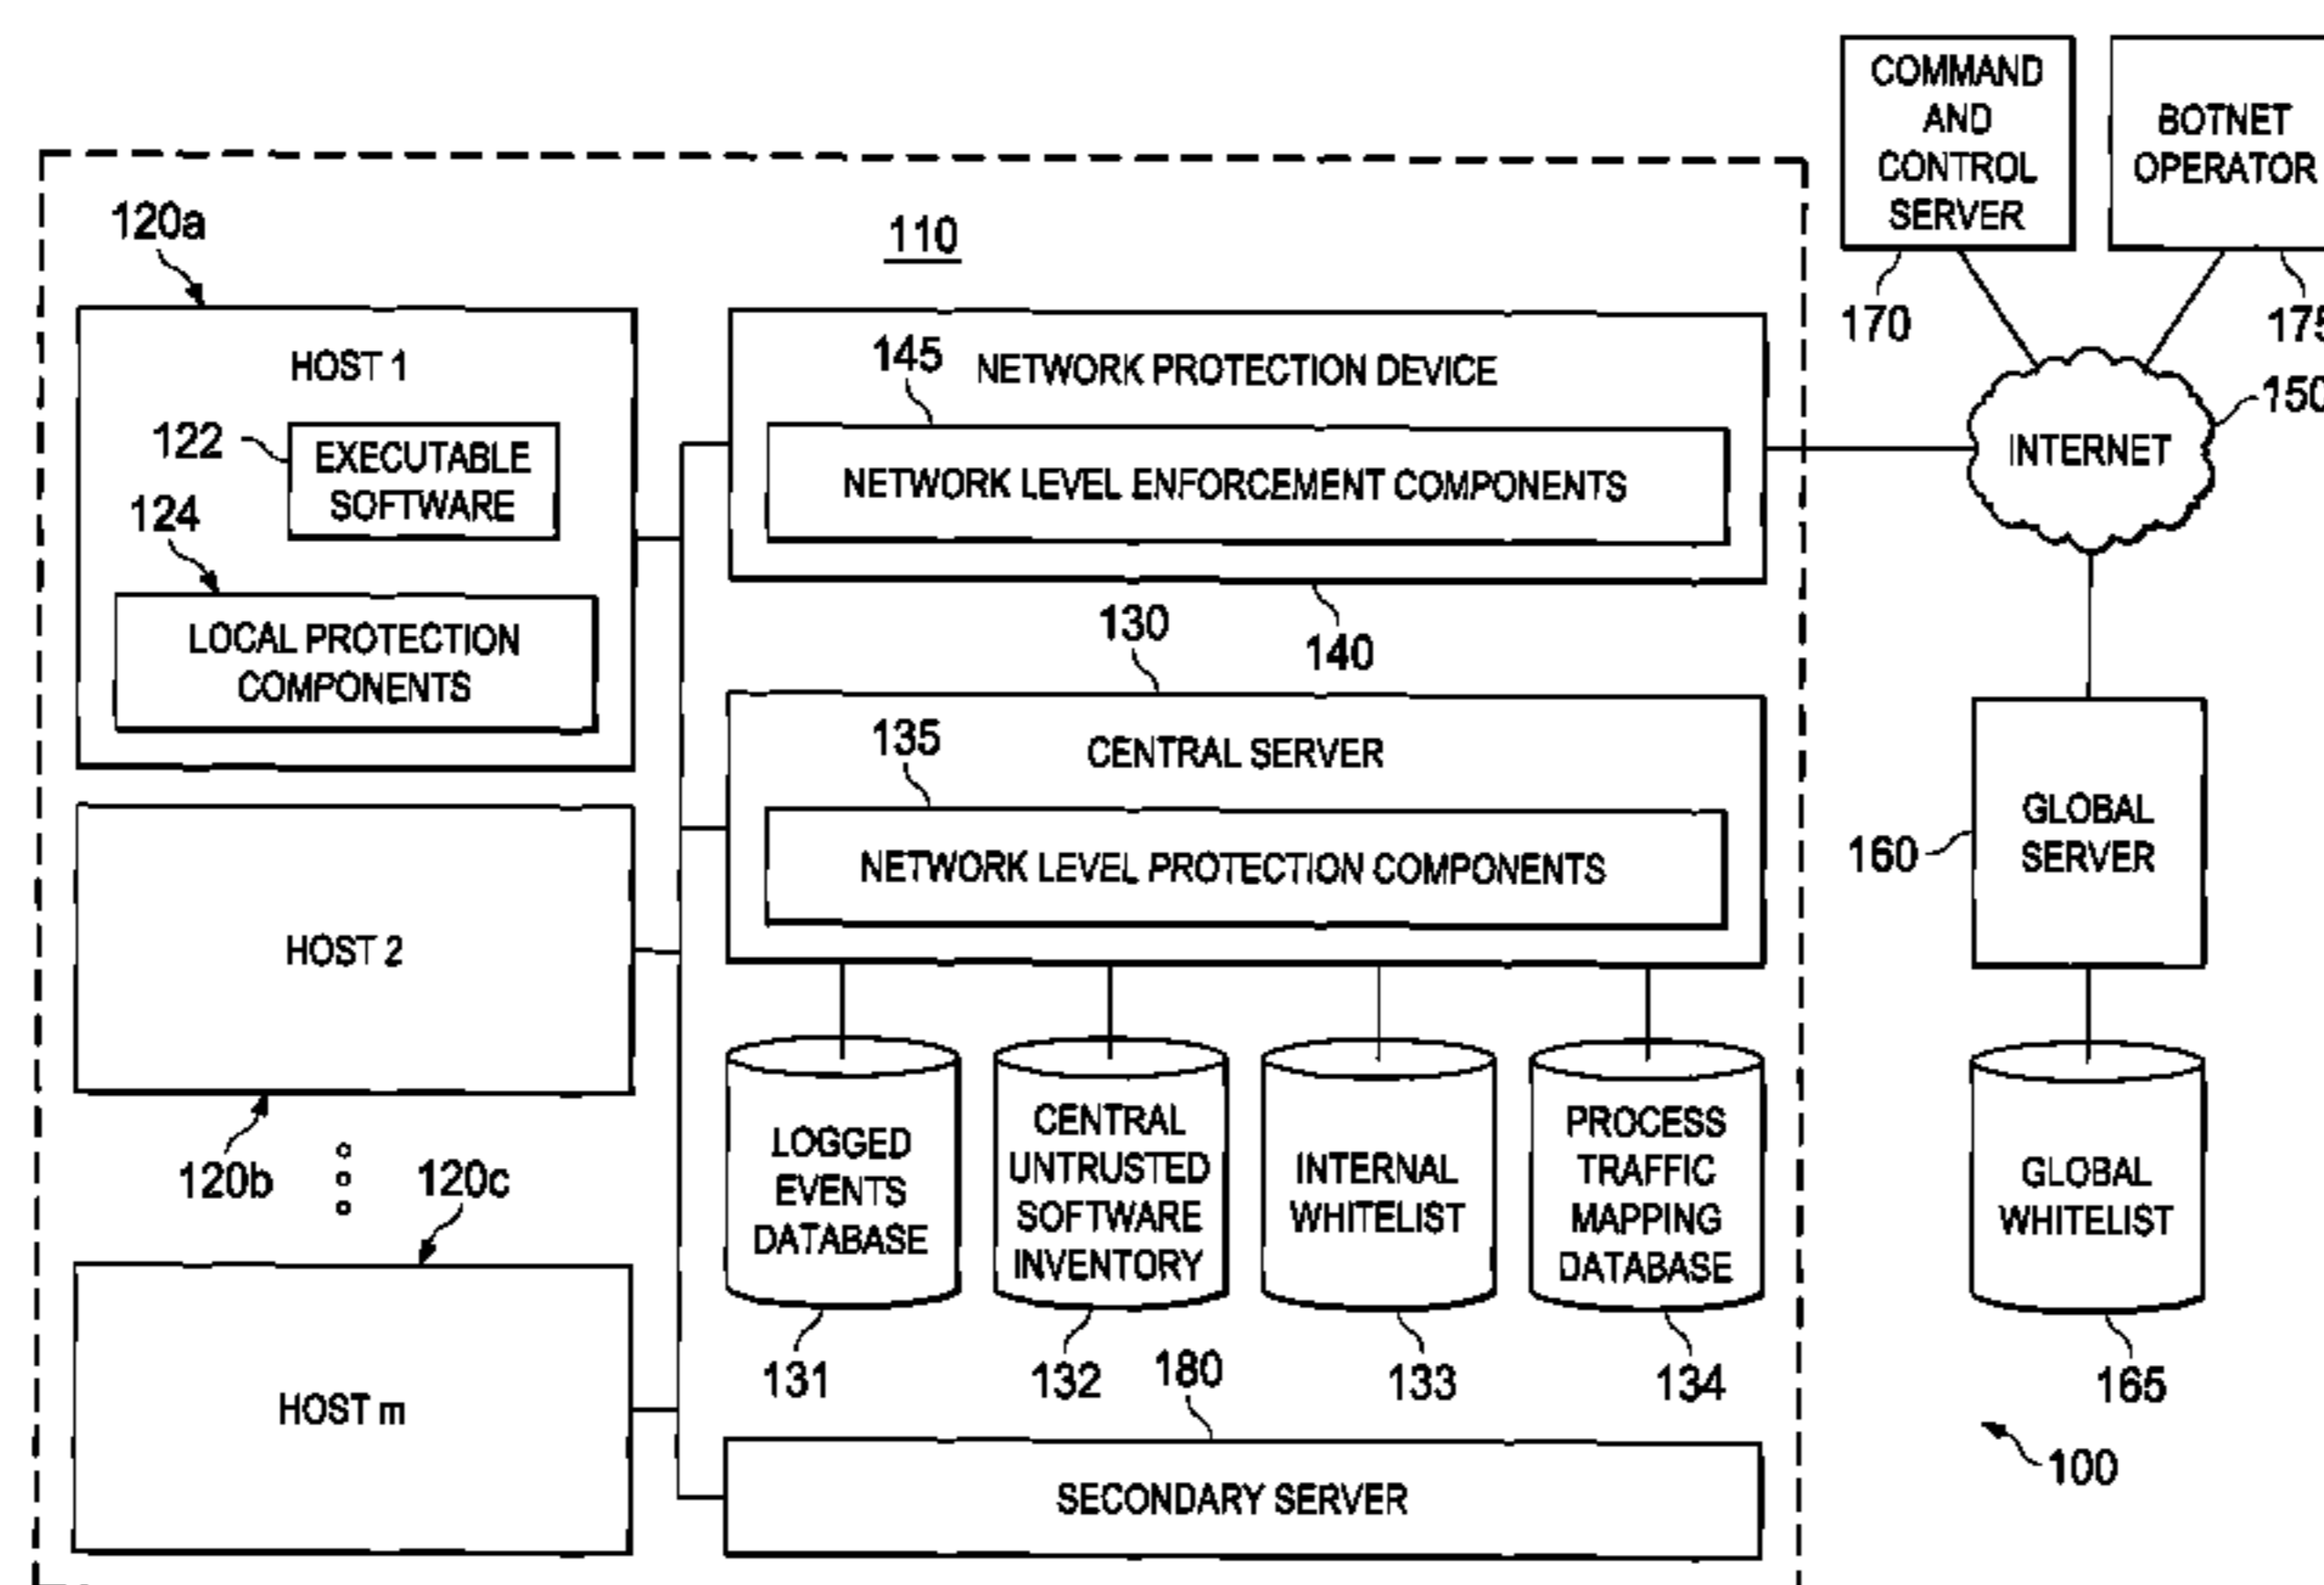 COMMAND
AND
CONTROL
SERVER
BOTNET
OPERATOR
170
175
120a
110
HOST 1
122
EXECUTABLE
SOFTWARE
124
LOCAL PROTECTION
COMPONENTS
145
NETWORK PROTECTION DEVICE
NETWORK LEVEL ENFORCEMENT COMPONENTS
140
150
INTERNET
130
135
CENTRAL SERVER
NETWORK LEVEL PROTECTION COMPONENTS
160
GLOBAL
SERVER
HOST 2
120b
120c
HOST m
LOGGED
EVENTS
DATABASE
CENTRAL
UNTRUSTED
SOFTWARE
INVENTORY
INTERNAL
WHITELIST
PROCESS
TRAFFIC
MAPPING
DATABASE
GLOBAL
WHITELIST
131
132
180
133
134
165
SECONDARY SERVER
100